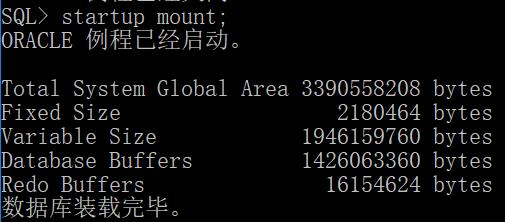 SQL> startup mount;
ORACLE 例程已经启动。
Total System Global Area 3390558208 bytes
Fixed Size 2180464 bytes
Variable Size 1946159760 bytes
Database Buffers 1426063360 bytes
Redo Buffers 16154624 bytes
数据库装载完毕。